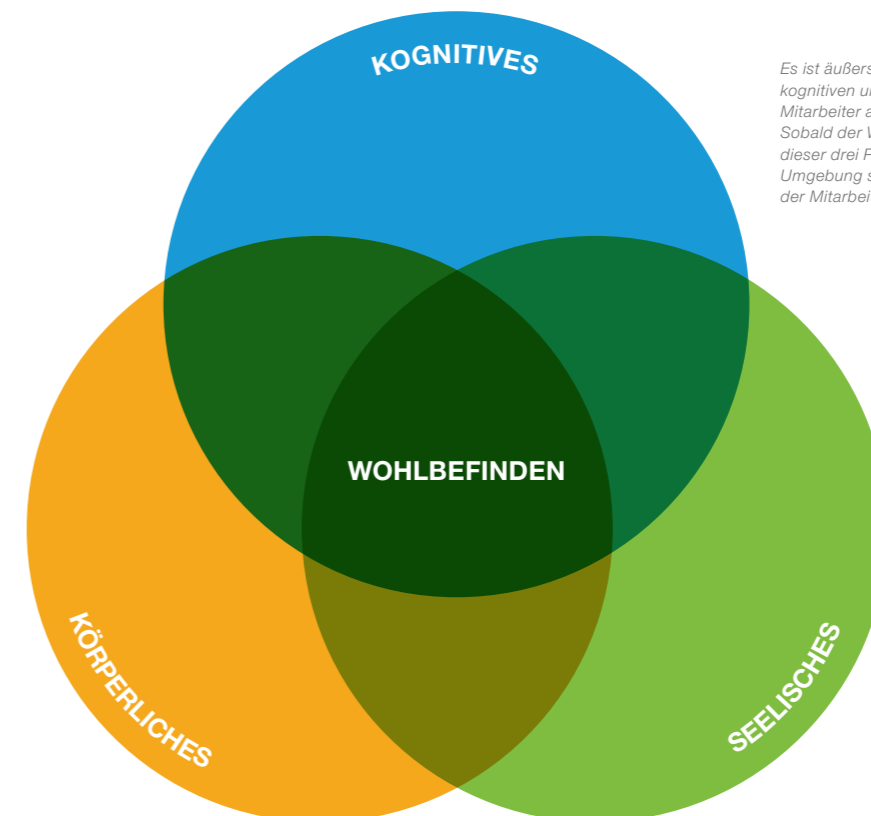 KOGNITIVES
Es ist
kognitiven
Mitarbeiter
Sobald der
dieser drei
Umgebung
der
WOHLBEFINDEN
KÖRPERLICHES
SEELISCHES